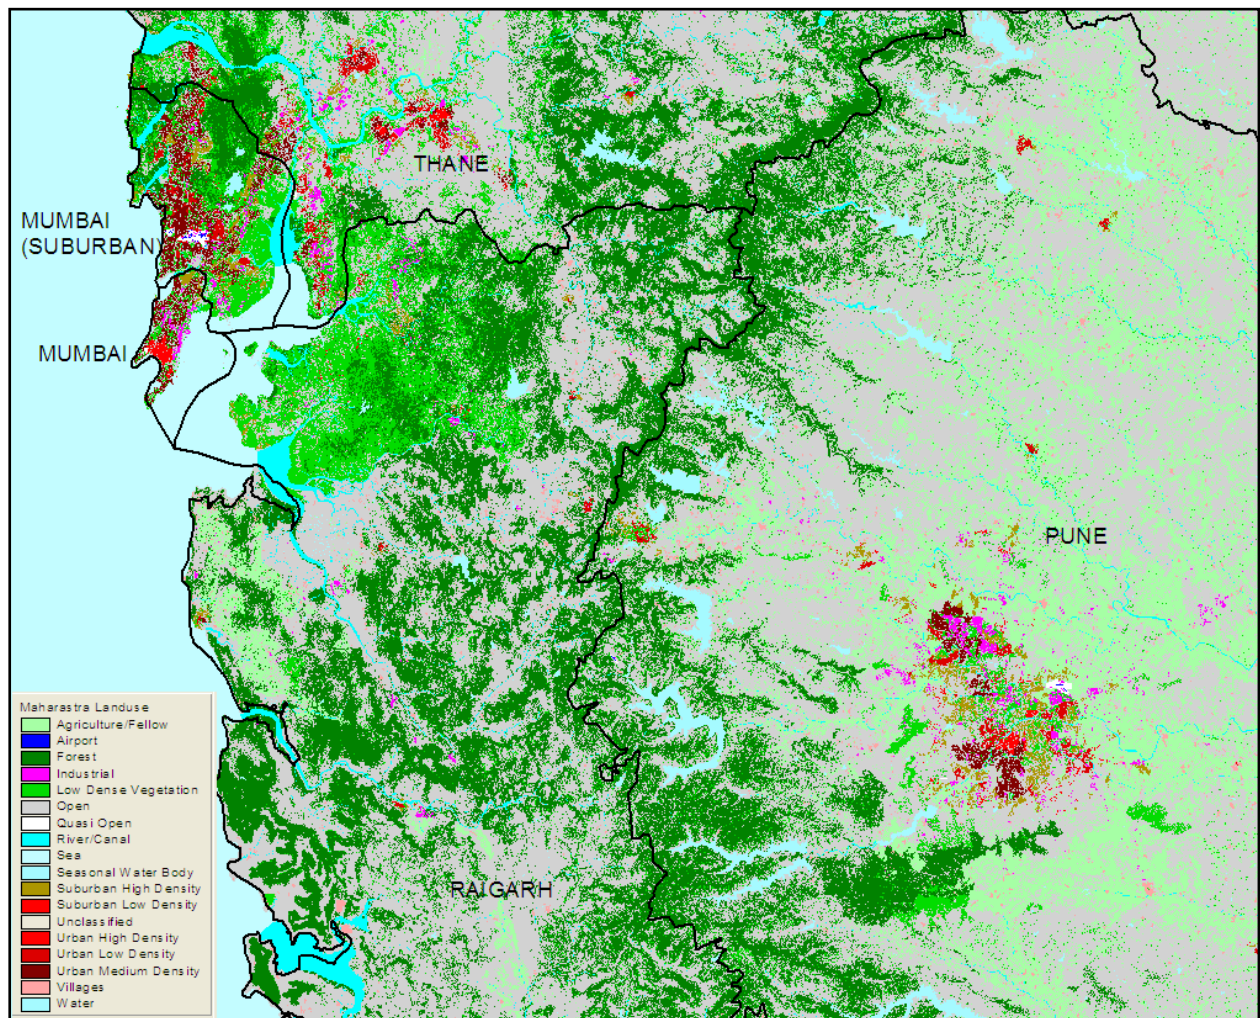 THANE
MUMBAI
(SUBURBAN)
MUMBAI
PUNE
RAIGARH
Maharastra Landuse
Agriculture/Fellow
Airport
Forest
Industrial
Low Dense Vegetation
Open
Quasi Open
River/Canal
Sea
Seasonal Water Body
Suburban High Density
Suburban Low Density
Unclassified
Urban High Density
Urban Low Density
Urban Medium Density
Villages
Water